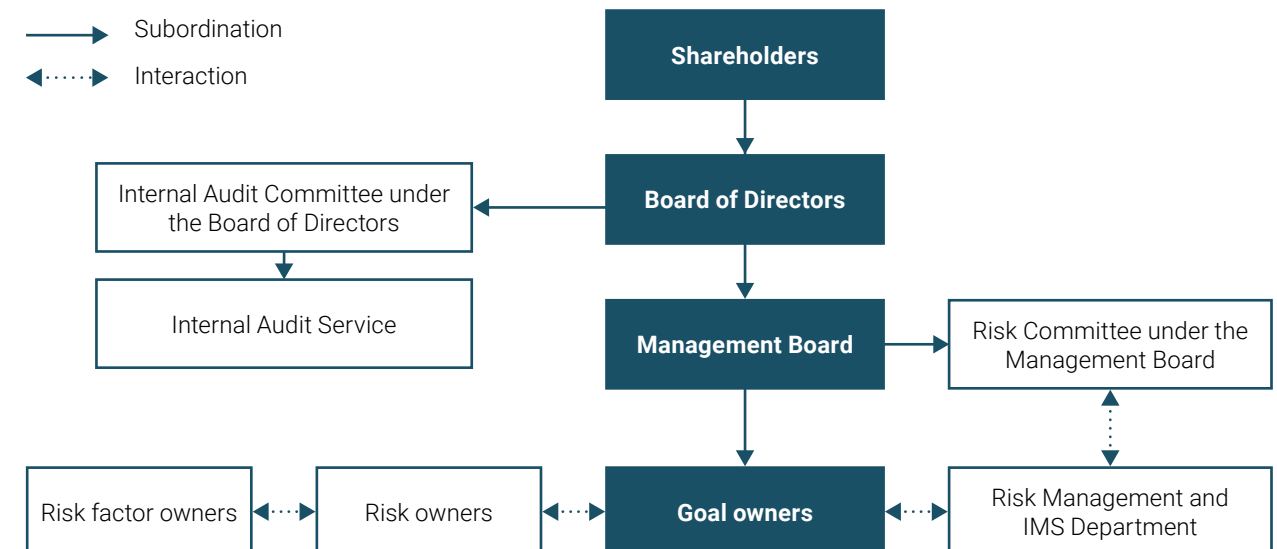 Subordination
Interaction
Shareholders
Internal Audit Committee under
the Board of Directors
Board of Directors
Internal Audit Service
Management Board
Risk Committee under the
Management Board
Risk factor owners
Risk owners
Goal owners
Risk Management and
IMS Department